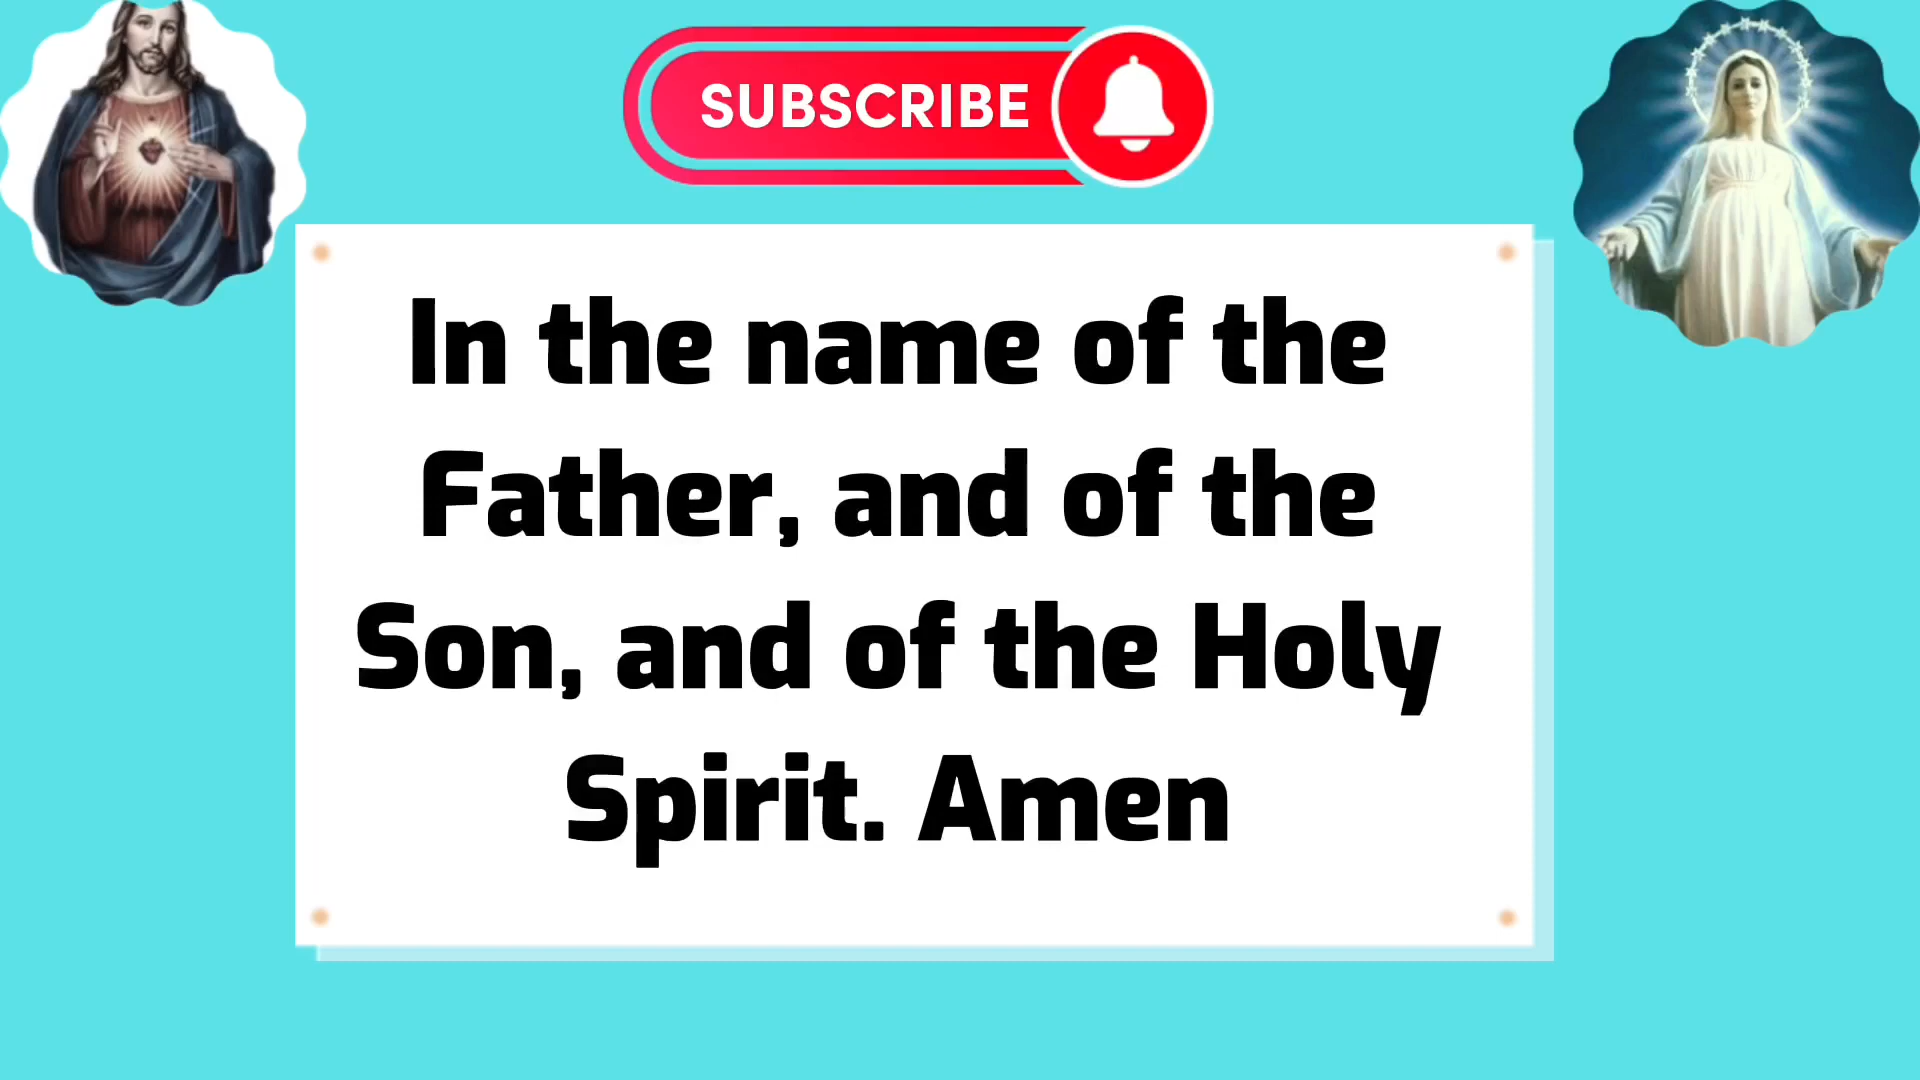 SUBSCRIBE
In the name of the
Father, and of the
Son, and of the Holy
Spirit. Amen